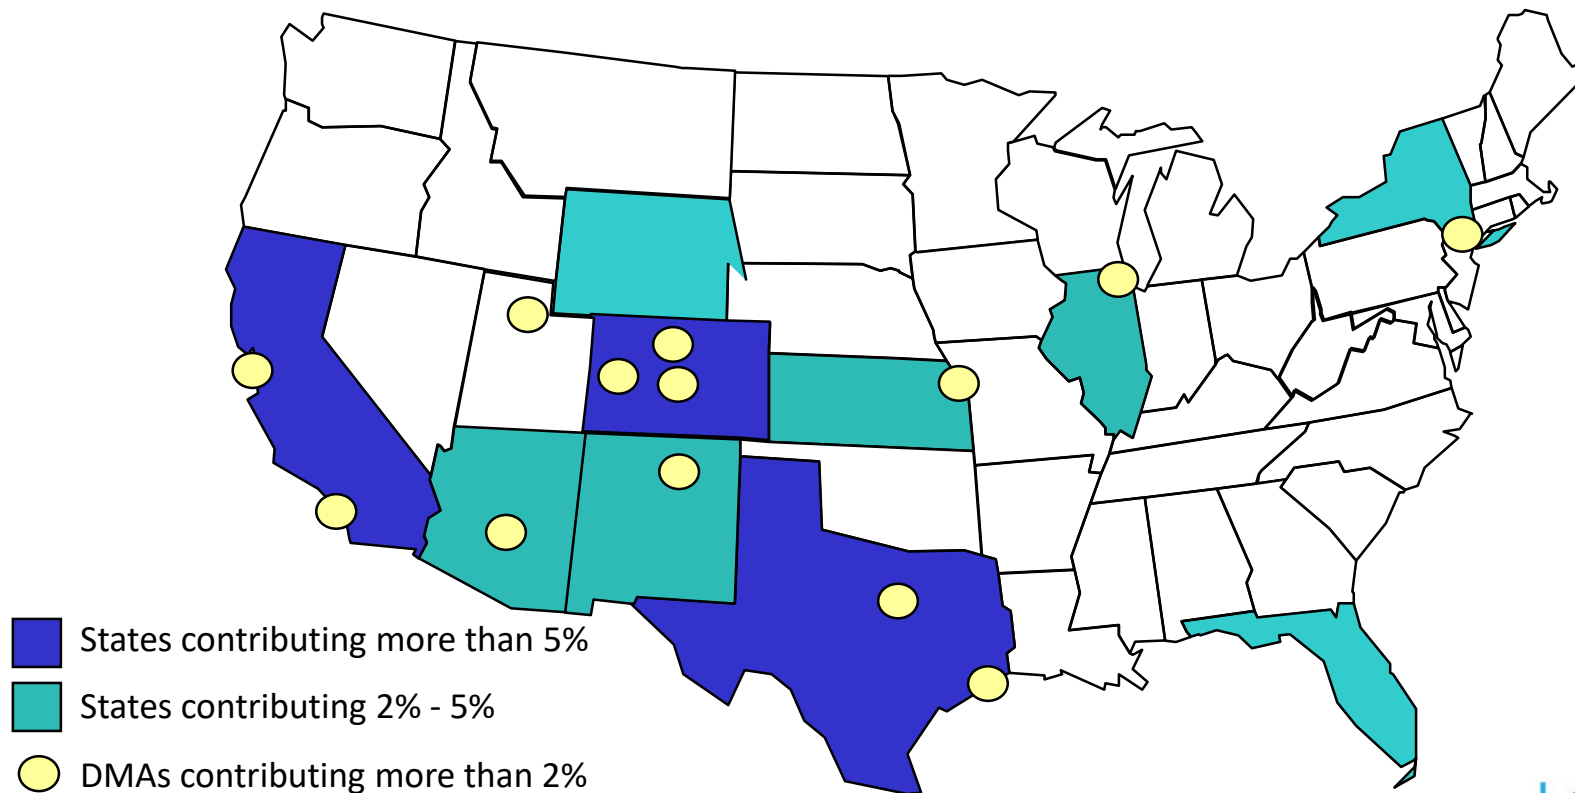 States contributing more than 5%
States contributing 2% - 5%
DMAs contributing more than 2%